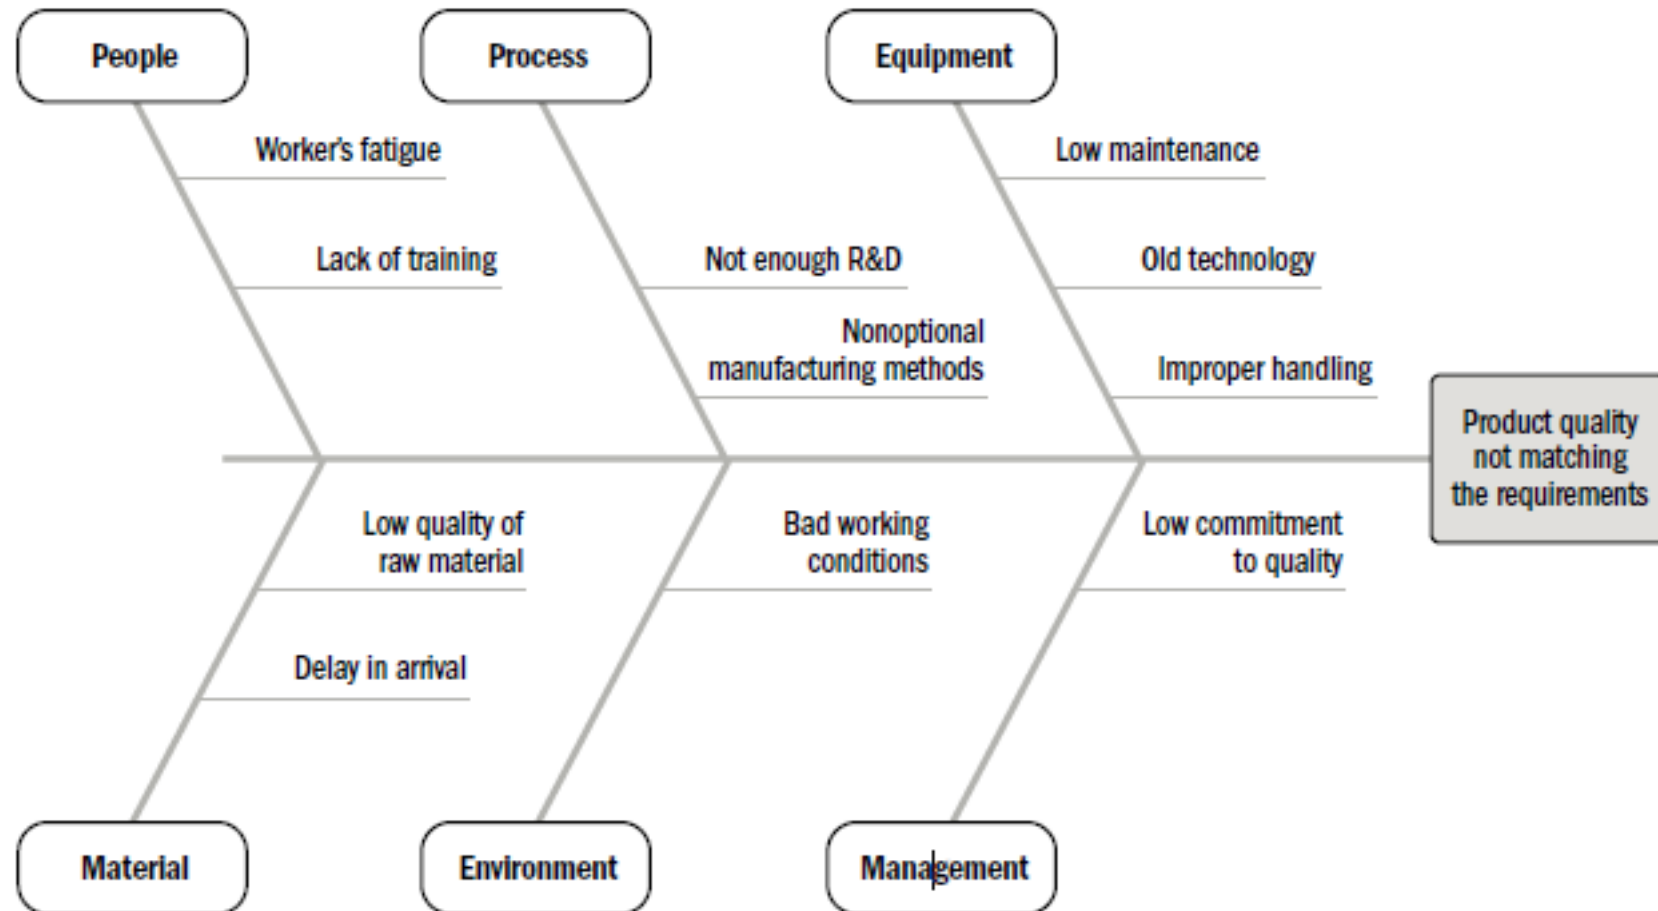 People
Process
Equipment
Worker's fatigue
Low maintenance
Lack of training
Not enough R&D
Old technology
Nonoptional
manufacturing methods
Improper handling
Product quality
not matching
the requirements
Low quality of
raw material
Bad working
conditions
Low commitment
to quality
Delay in arrival
Material
Environment
Management